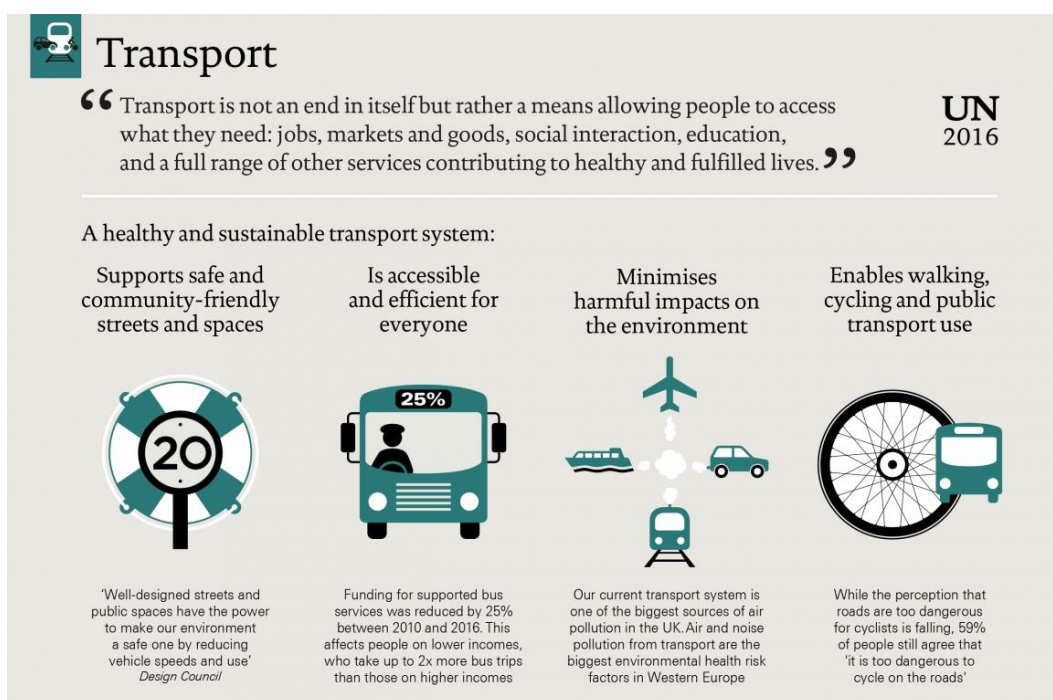 Transport
“ Transport is not an end in itself but rather a means allowing people to access
what they need: jobs, markets and goods, social interaction, education,
and a full range of other services contributing to healthy and fulfilled lives. ”
UN
2016
A healthy and sustainable transport system:
Supports safe and
community-friendly
streets and spaces
20
'Well-designed streets and
public spaces have the power
to make our environment
a safe one by reducing
vehicle speeds and use'
Design Council
Is accessible
and efficient for
everyone
25%
Funding for supported bus
services was reduced by 25%
between 2010 and 2016. This
affects people on lower incomes,
who take up to 2x more bus trips
than those on higher incomes
Minimises
harmful impacts on
the environment
Our current transport system is
one of the biggest sources of air
pollution in the UK. Air and noise
pollution from transport are the
biggest environmental health risk
factors in Western Europe
Enables walking,
cycling and public
transport use
While the perception that
roads are too dangerous
for cyclists is falling, 59%
of people still agree that
'it is too dangerous to
cycle on the roads'